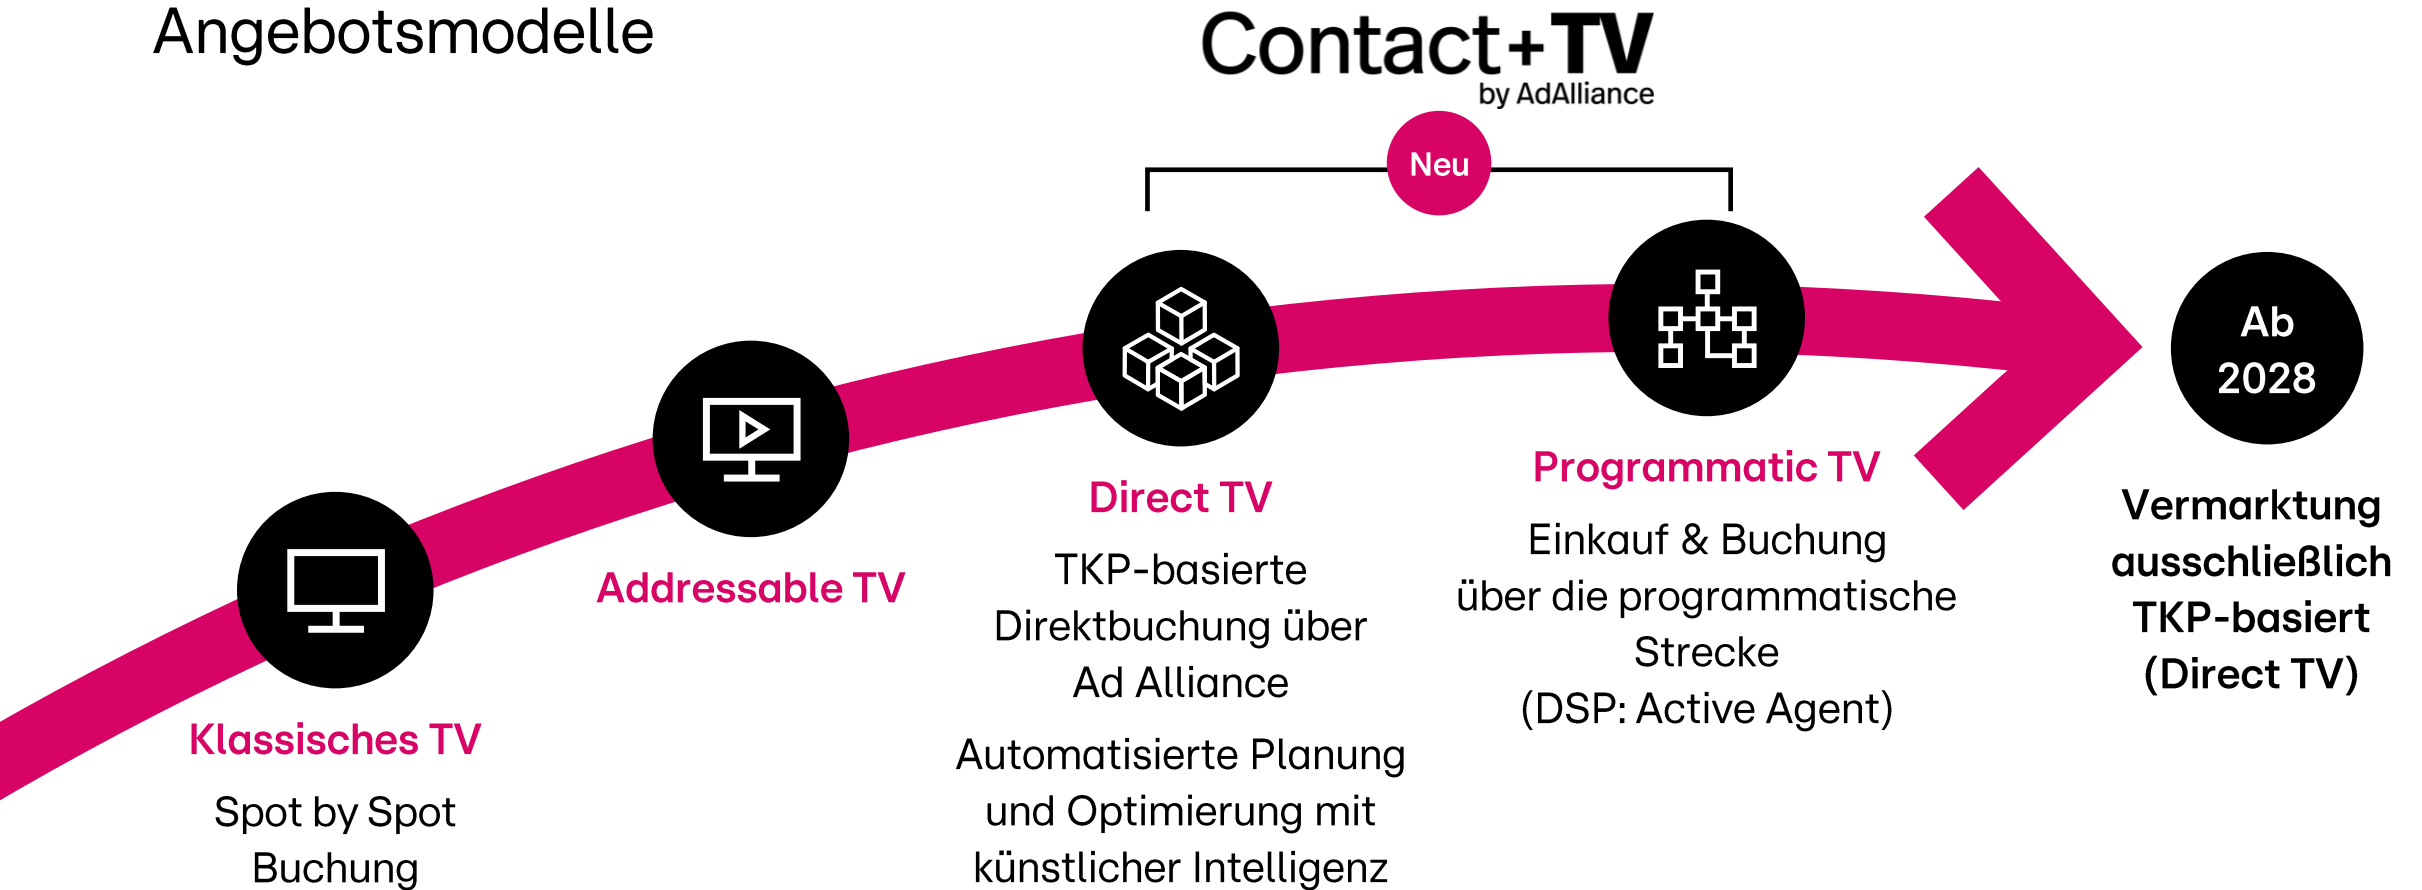 Angebotsmodelle
Contact+TV
by AdAlliance
Neu
Klassisches TV
Spot by Spot
Buchung
Addressable TV
Direct TV
TKP-basierte
Direktbuchung über
Ad Alliance
Automatisierte Planung
und Optimierung mit
künstlicher Intelligenz
Programmatic TV
Einkauf & Buchung
über die programmatische
Strecke
(DSP: Active Agent)
Ab
2028
Vermarktung
ausschließlich
TKP-basiert
(Direct TV)